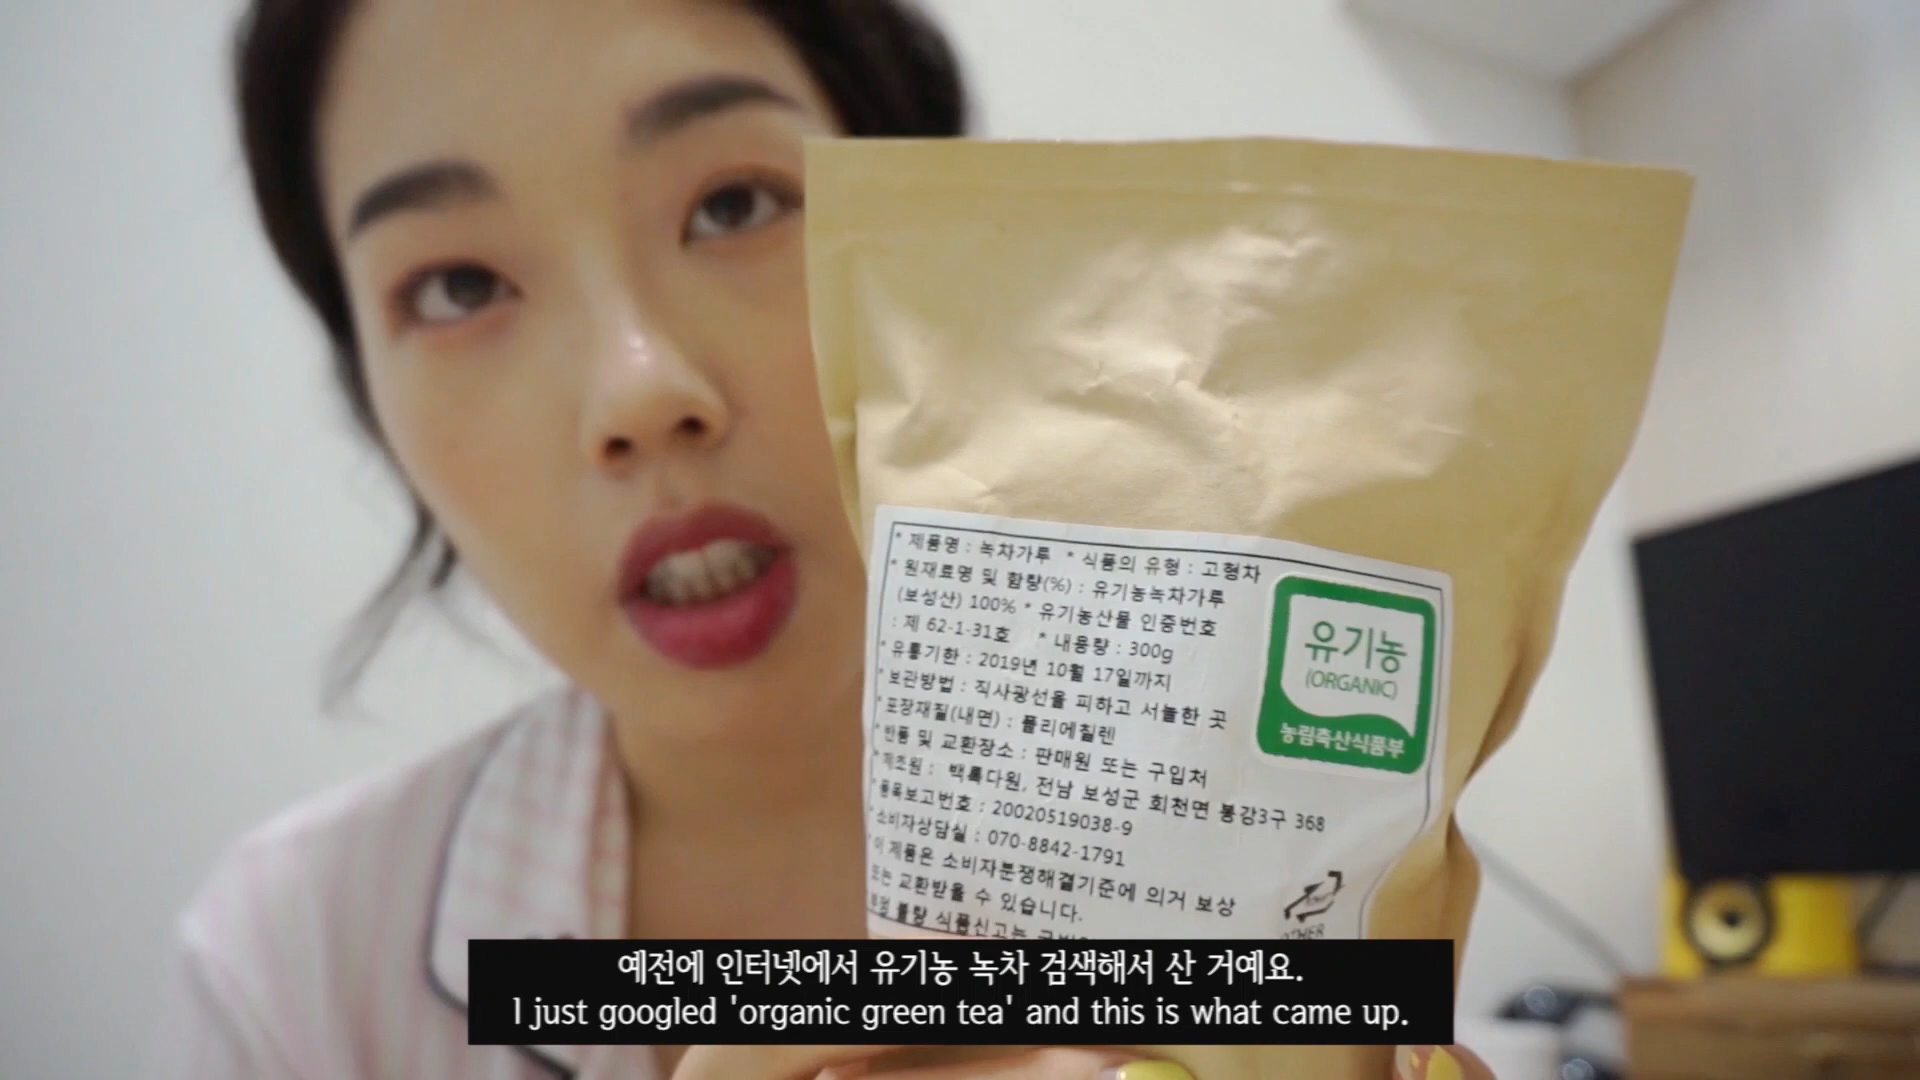 * 제품명 : 녹차가루 * 식품의 유형 : 고형차
* 원재료명 및 함량(%) : 유기농녹차가루
(보성산) 100% * 유기농산물 인증번호
: 제 62-1-31호 * 내용량 : 300g
* 유통기한 : 2019년 10월 17일까지
* 보관방법 : 직사광선을 피하고 서늘한 곳
* 포장재질(내면) : 폴리에칠렌
* 반품 및 교환장소 : 판매원 또는 구입처
* 제조원 : 백록다원, 전남 보성군 회천면 봉강3구 368
* 품목보고번호 : 20020519038-9
* 소비자상담실 : 070-8842-1791
* 이 제품은 소비자분쟁해결기준에 의거 보상
또는 교환받을 수 있습니다.
불량 식품신고는
유기농
(ORGANIC)
농림축산식품부
OTHER
예전에 인터넷에서 유기농 녹차 검색해서 산 거예요.
I just googled 'organic green tea' and this is what came up.